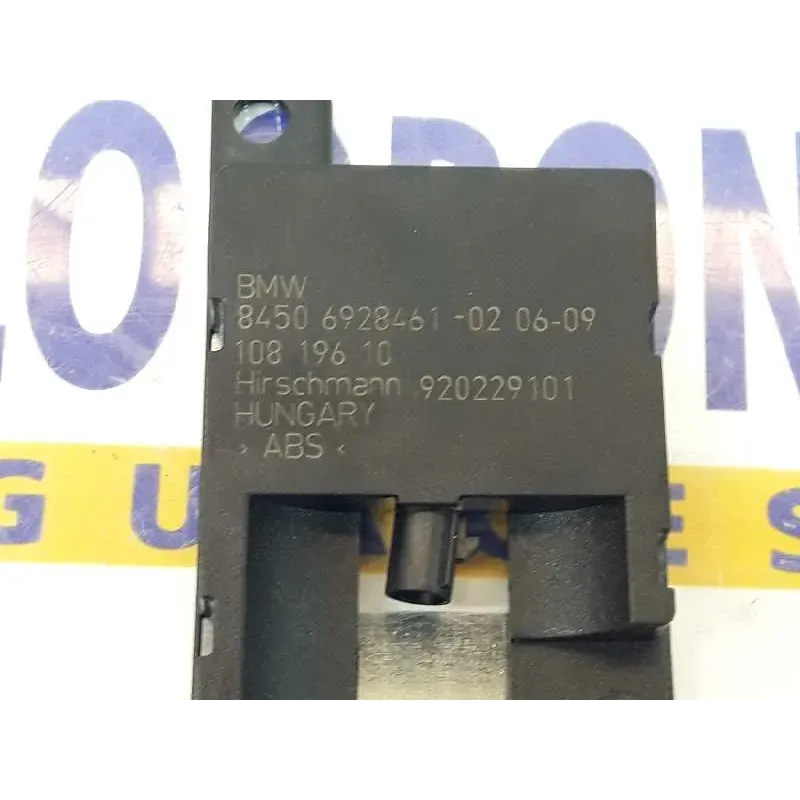 BMW
8450 6928461 -02 06-09
108 196 10
Hirschmann 920229101
HUNGARY
> ABS <